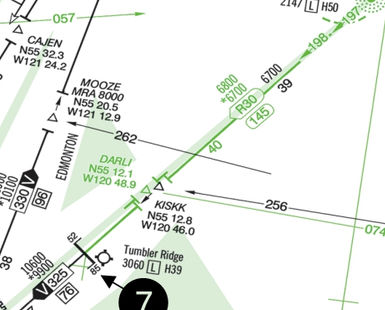 2147 L H50
057
197
198
CAJEN
N55 32.3
W121 24.2
6800
*6700
6700
39
R30
145
MOOZE
MRA 8000
N55 20.5
W121 12.9
262
EDMONTON
40
DARLI
N55 12.1
W120 48.9
*10100
330 V
96
256
KISKK
N55 12.8
W120 46.0
074
52
85
Tumbler Ridge
3060 L H39
10600
*9900
V 325
76
38
7